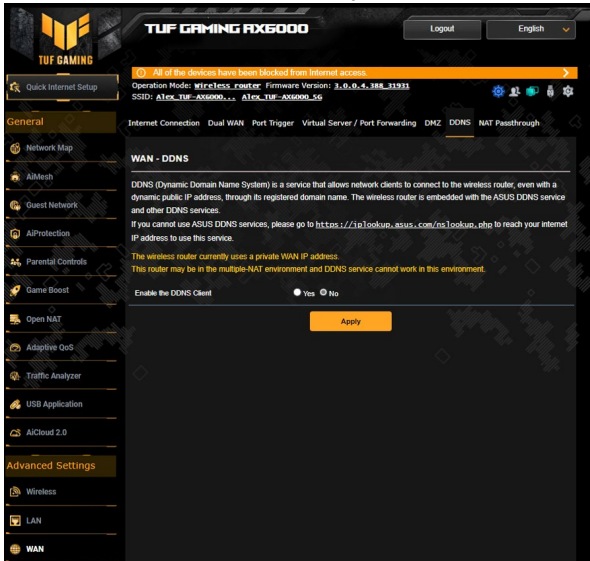 TUF GAMING
TUF GAMING AX6000
Logout
English
All of the devices have been blocked from Internet access.
Quick Internet Setup
Operation Mode: Wireless router Firmware Version: 3.0.0.4.388_31931
SSID: Alex_TUF-AX6000... Alex_TUF-AX6000_5G
General
Internet Connection Dual WAN Port Trigger Virtual Server / Port Forwarding DMZ DDNS NAT Passthrough
Network Map
AiMesh
Guest Network
AiProtection
Parental Controls
Game Boost
Open NAT
Adaptive QoS
Traffic Analyzer
USB Application
AiCloud 2.0
Advanced Settings
Wireless
LAN
WAN
WAN - DDNS
DDNS (Dynamic Domain Name System) is a service that allows network clients to connect to the wireless router, even with a
dynamic public IP address, through its registered domain name. The wireless router is embedded with the ASUS DDNS service
and other DDNS services.
If you cannot use ASUS DDNS services, please go to https://iplookup.asus.com/nslookup.php to reach your internet
IP address to use this service.
The wireless router currently uses a private WAN IP address.
This router may be in the multiple-NAT environment and DDNS service cannot work in this environment.
Enable the DDNS Client Yes No
Apply